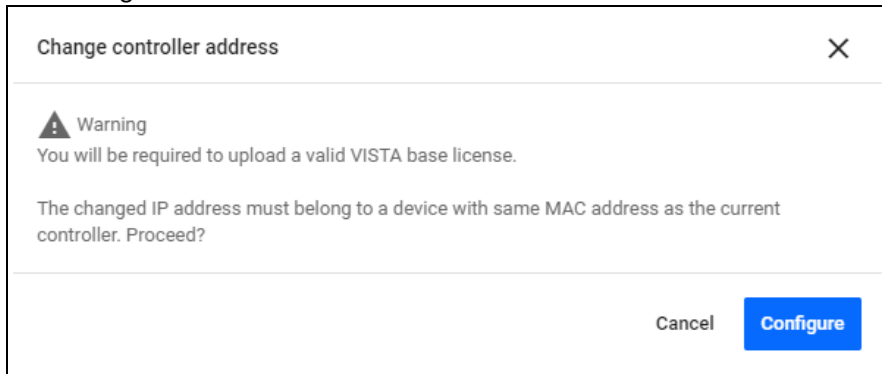 Change controller address
Warning
You will be required to upload a valid VISTA base license.
The changed IP address must belong to a device with same MAC address as the current
controller. Proceed?
Cancel
Configure